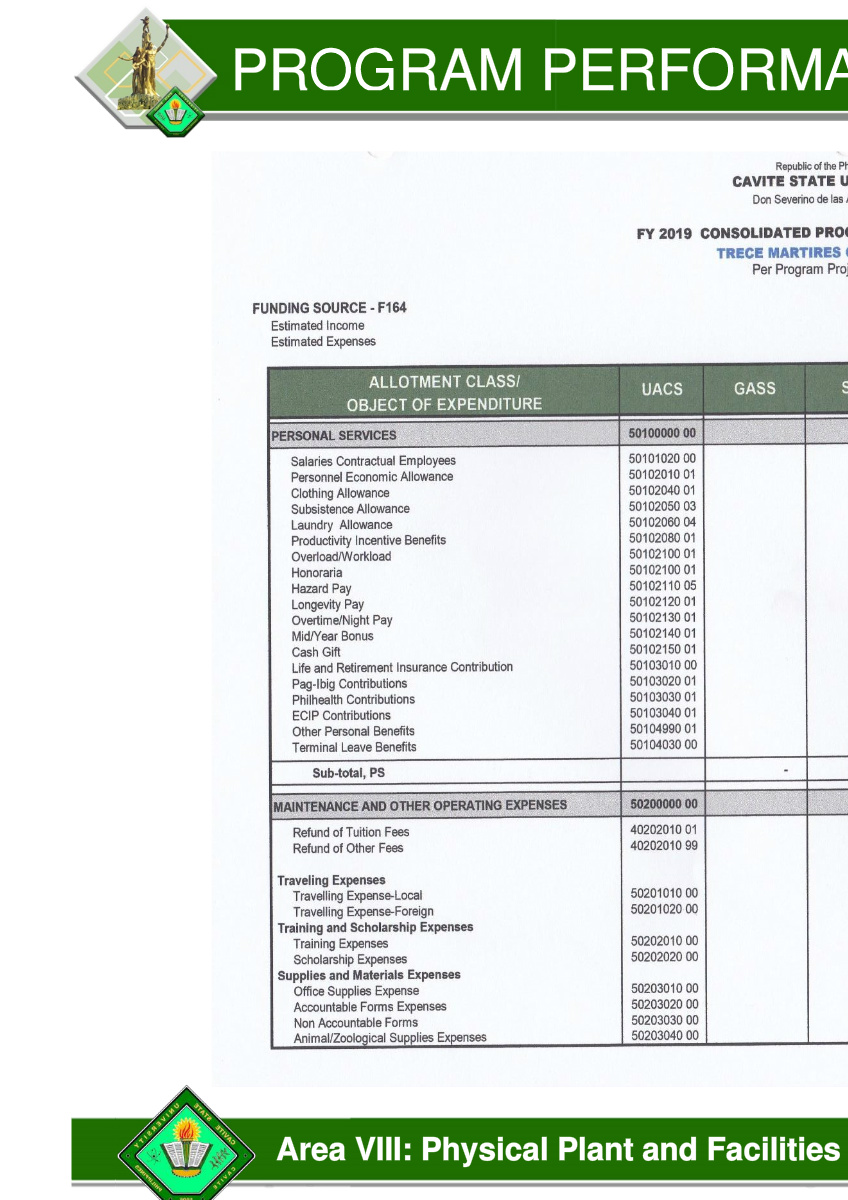 PROGRAM PERFORMA
Republic of the Ph
CAVITE STATE U
Don Severino de las
FY 2019 CONSOLIDATED PROG
TRECE MARTIRES
Per Program Proj
FUNDING SOURCE - F164
Estimated Income
Estimated Expenses
ALLOTMENT CLASS/
OBJECT OF EXPENDITURE UACS GASS S
PERSONAL SERVICES 50100000 00
Salaries Contractual Employees 50101020 00
Personnel Economic Allowance 50102010 01
Clothing Allowance 50102040 01
Subsistence Allowance 50102050 03
Laundry Allowance 50102060 04
Productivity Incentive Benefits 50102080 01
Overload/Workload 50102100 01
Honoraria 50102100 01
Hazard Pay 50102110 05
Longevity Pay 50102120 01
Overtime/Night Pay 50102130 01
Mid/Year Bonus 50102140 01
Cash Gift 50102150 01
Life and Retirement Insurance Contribution 50103010 00
Pag-Ibig Contributions 50103020 01
Philhealth Contributions 50103030 01
ECIP Contributions 50103040 01
Other Personal Benefits 50104990 01
Terminal Leave Benefits 50104030 00
Sub-total, PS -
MAINTENANCE AND OTHER OPERATING EXPENSES 50200000 00
Refund of Tuition Fees 40202010 01
Refund of Other Fees 40202010 99
Traveling Expenses
Travelling Expense-Local 50201010 00
Travelling Expense-Foreign 50201020 00
Training and Scholarship Expenses
Training Expenses 50202010 00
Scholarship Expenses 50202020 00
Supplies and Materials Expenses
Office Supplies Expense 50203010 00
Accountable Forms Expenses 50203020 00
Non Accountable Forms 50203030 00
Animal/Zoological Supplies Expenses 50203040 00
CAVITE STATE UNIVERSITY
Area VIII: Physical Plant and Facilities